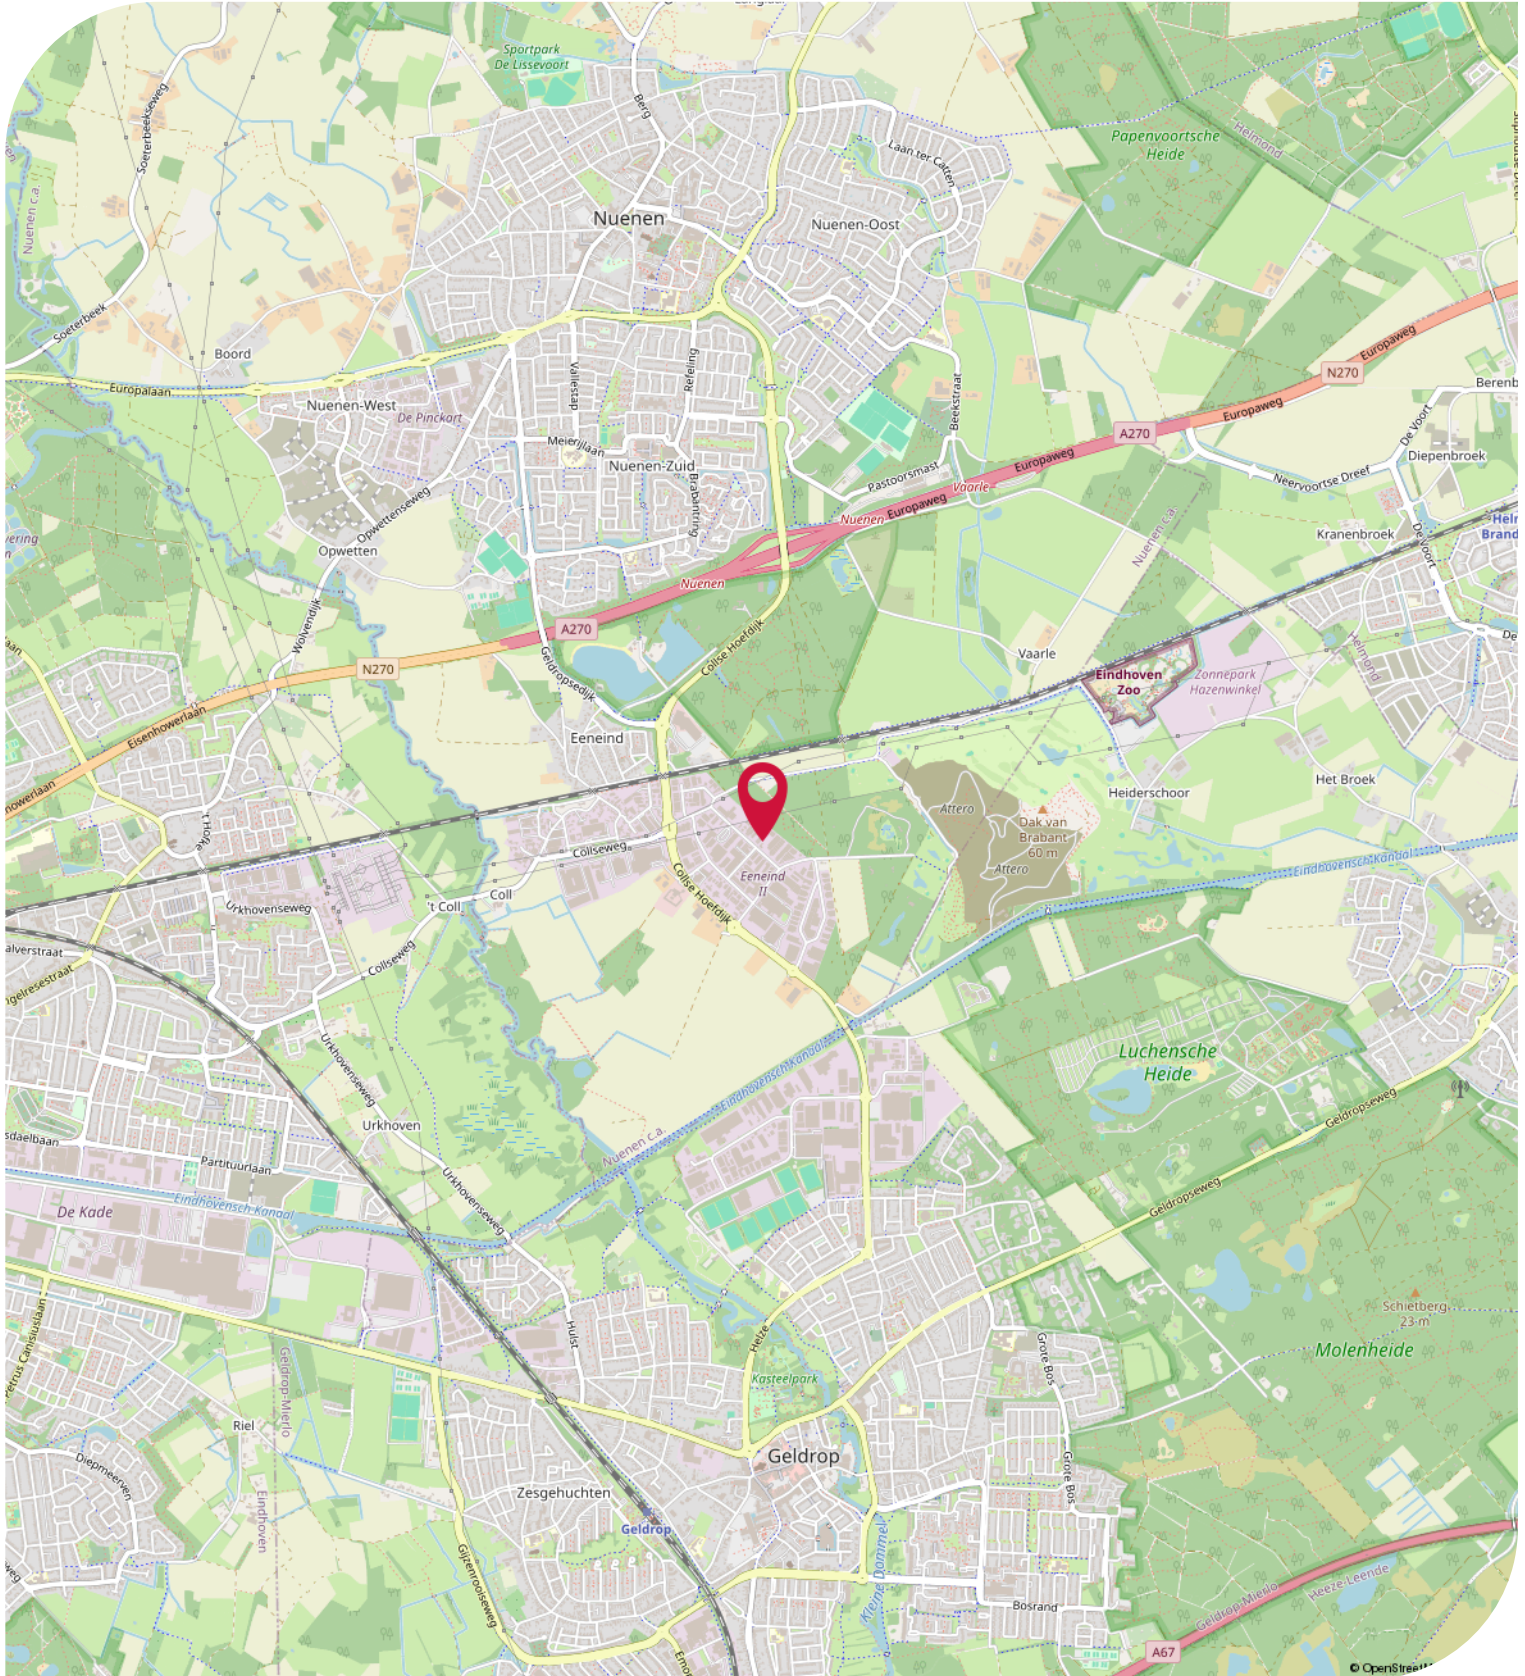 Sportpark
De Lissevoort
Soeterbeekseweg
Berg
Laan ter Catten
Papenvoortsche
Heide
Helmond
Nuenen c.a.
Nuenen
Nuenen-Oost
Soeterbeek
Boord
Europalaan
Nuenen-West
De Pinckart
Vallestap
Refeling
Beekstraat
Europaweg
N270
Europaweg
A270
Europaweg
De Voort
Diepenbroek
Meierijlaan
Nuenen-Zuid
Brabantring
Pastoorsmast
Vaarle
Neervoortse Dreef
Opwettenseweg
Europaweg
Nuenen
Opwetten
Nuenen c.a.
Kranenbroek
De Voort
Nuenen
Wolvendijk
A270
Collse Hoefdijk
Vaarle
Helmond
N270
Geldropsedijk
Eindhoven
Zoo
Zonnepark
Hazenwinkel
Eisenhowerlaan
Eeneind
Het Broek
Heiderschoor
't Hofke
Attero
Dak van
Brabant
60 m
Collseweg
Attero
Eindhovensch Kanaal
Eeneind
II
Collse Hoefdijk
Coll
't Coll
Urkhovenseweg
Collseweg
Urkhovenseweg
Eindhovensch Kanaal
Luchensche
Heide
Geldropseweg
Urkhoven
Nuenen c.a.
Partituurlaan
Urkhovenseweg
Geldropseweg
De Kade
Eindhovensch Kanaal
Petrus Canisiuslaan
Hulst
Heize
Schietberg
23 m
Molenheide
Geldrop-Mierlo
Grote Bos
Kasteelpark
Riel
Geldrop
Diepmeerven
Grote Bos
Zesgehuchten
Eindhoven
Geldrop
Kleine Dommel
Gijzenrooiseweg
Bosrand
Geldrop-Mierlo
Heeze-Leende
A67